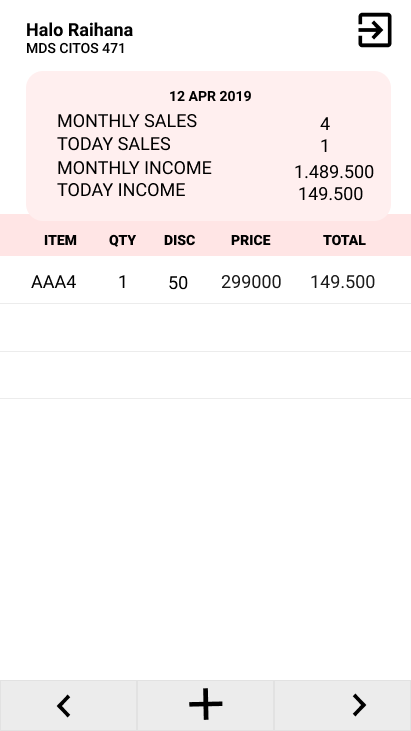 Halo Raihana
MDS CITOS 471
12 APR 2019
MONTHLY SALES 4
TODAY SALES 1
MONTHLY INCOME 1.489.500
TODAY INCOME 149.500
ITEM QTY DISC PRICE TOTAL
AAA4 1 50 299000 149.500